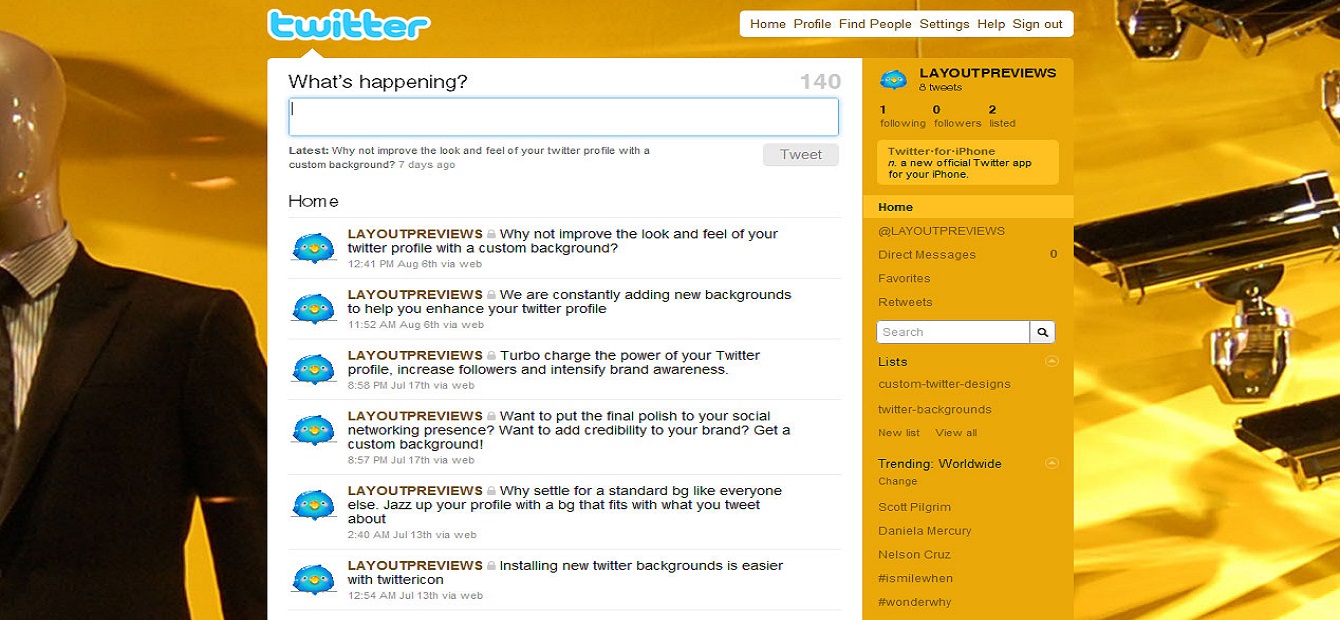 twitter
Home Profile Find People Settings Help Sign out
What's happening?
140
Latest: Why not improve the look and feel of your twitter profile with a
custom background? 7 days ago
Tweet
Home
LAYOUTPREVIEWS Why not improve the look and feel of your
twitter profile with a custom background?
12:41 PM Aug 6th via web
LAYOUTPREVIEWS We are constantly adding new backgrounds
to help you enhance your twitter profile
11:52 AM Aug 6th via web
LAYOUTPREVIEWS Turbo charge the power of your Twitter
profile, increase followers and intensify brand awareness.
8:58 PM Jul 17th via web
LAYOUTPREVIEWS Want to put the final polish to your social
networking presence? Want to add credibility to your brand? Get a
custom background!
8:57 PM Jul 17th via web
LAYOUTPREVIEWS Why settle for a standard bg like everyone
else. Jazz up your profile with a bg that fits with what you tweet
about
2:40 AM Jul 13th via web
LAYOUTPREVIEWS Installing new twitter backgrounds is easier
with twittericon
12:54 AM Jul 13th via web
LAYOUTPREVIEWS
8 tweets
1 0 2
following followers listed
Twitter·for·iPhone
n. a new official Twitter app
for your iPhone.
Home
@LAYOUTPREVIEWS
Direct Messages 0
Favorites
Retweets
Search
Lists
custom-twitter-designs
twitter-backgrounds
New list View all
Trending: Worldwide
Change
Scott Pilgrim
Daniela Mercury
Nelson Cruz
#ismilewhen
#wonderwhy